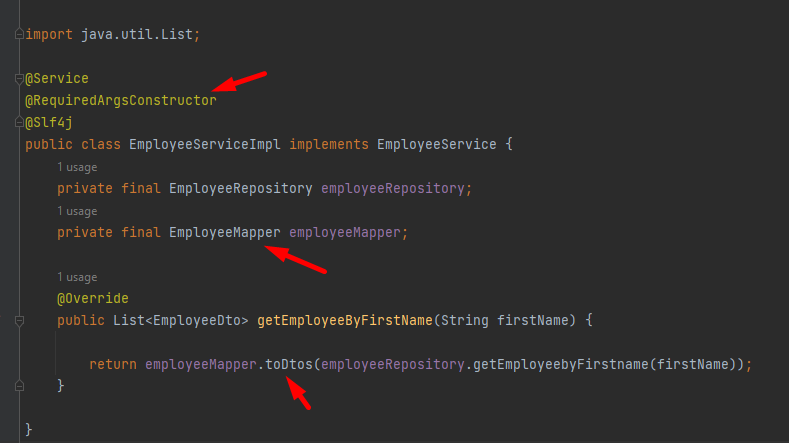 import java.util.List;
@Service
@RequiredArgsConstructor
@Slf4j
public class EmployeeServiceImpl implements EmployeeService {
1 usage
private final EmployeeRepository employeeRepository;
1 usage
private final EmployeeMapper employeeMapper;
1 usage
@Override
public List<EmployeeDto> getEmployeeByFirstName(String firstName) {
return employeeMapper.toDtos(employeeRepository.getEmployeebyFirstname(firstName));
}
}